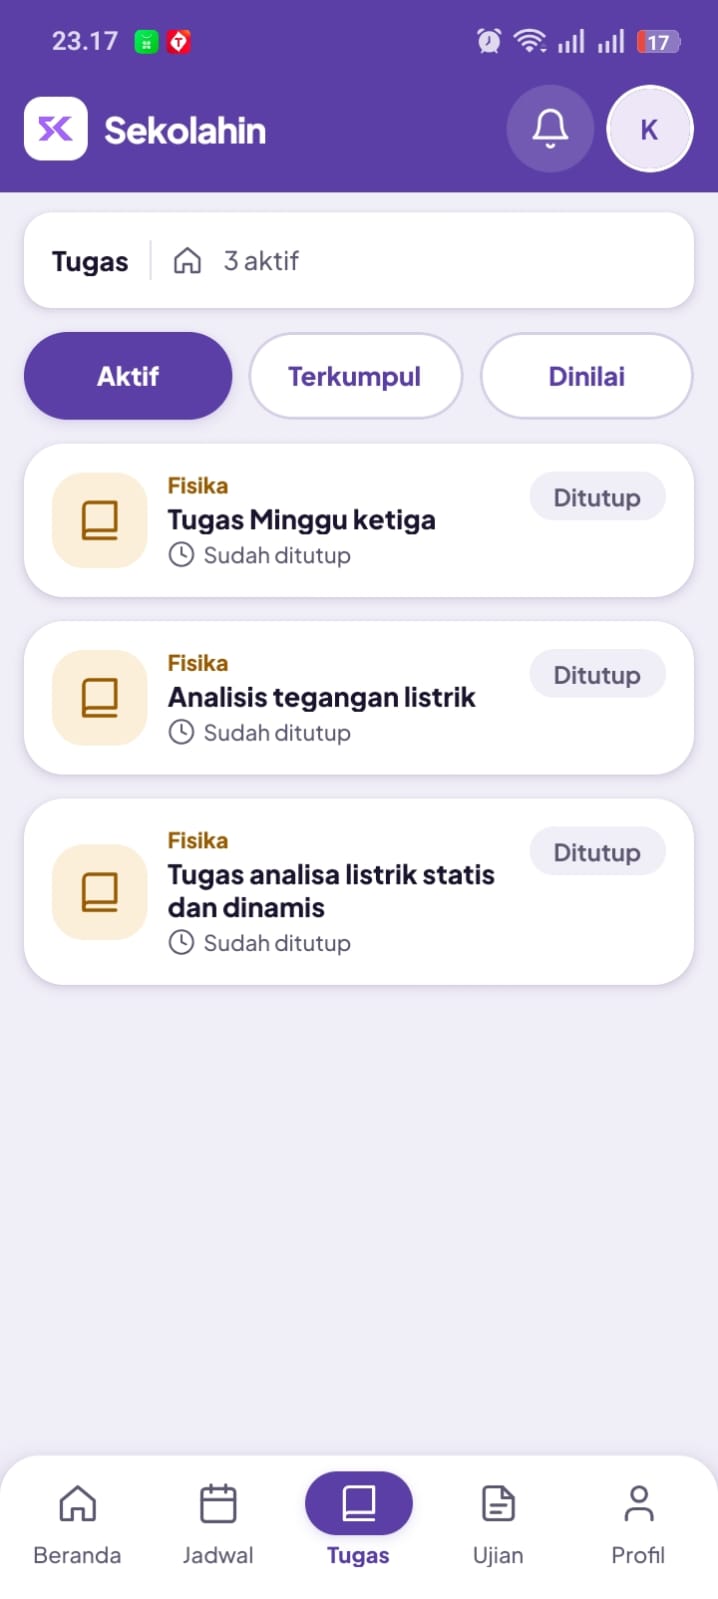 23.17
17
Sekolahin
K
Tugas
3 aktif
Aktif
Terkumpul
Dinilai
Fisika
Ditutup
Tugas Minggu ketiga
Sudah ditutup
Fisika
Ditutup
Analisis tegangan listrik
Sudah ditutup
Fisika
Ditutup
Tugas analisa listrik statis
dan dinamis
Sudah ditutup
Beranda
Jadwal
Tugas
Ujian
Profil